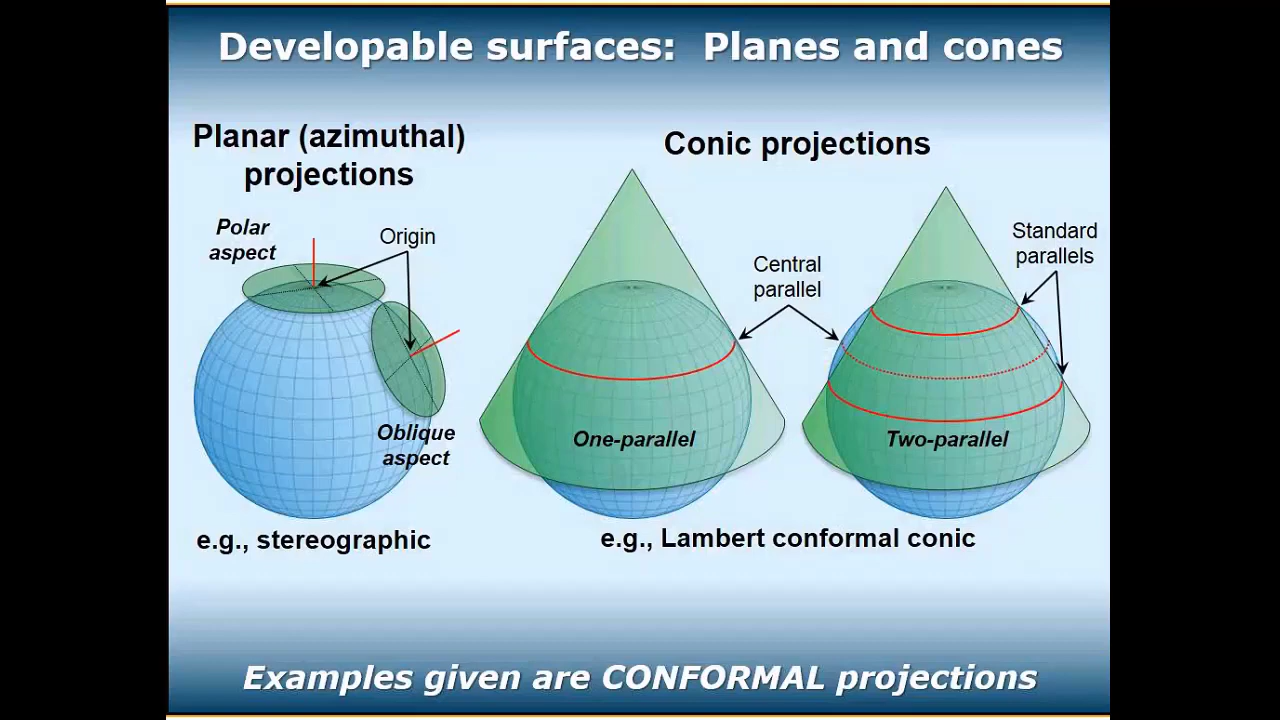 Developable surfaces:  Planes and cones
Planar (azimuthal)
projections
Conic projections
Polar
aspect
Origin
Oblique
aspect
e.g., stereographic
Central
parallel
Standard
parallels
One-parallel
Two-parallel
e.g., Lambert conformal conic
Examples given are CONFORMAL projections